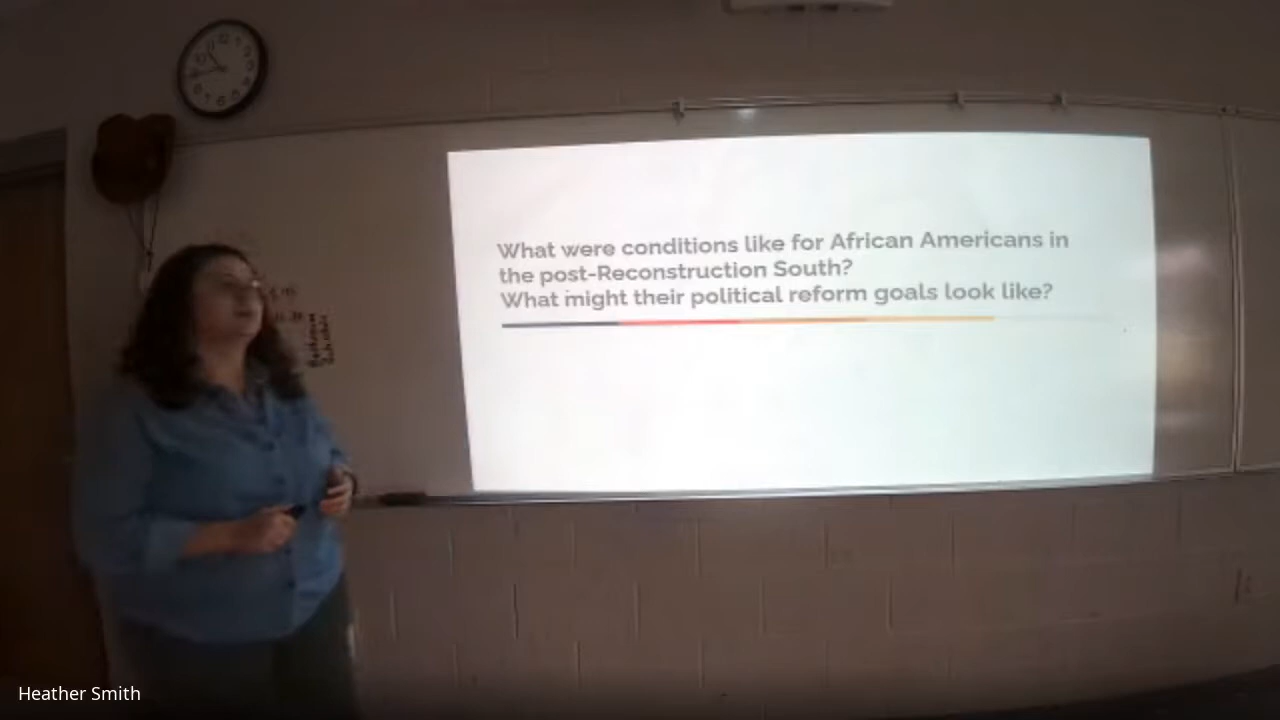 What were conditions like for African Americans in
the post-Reconstruction South?
What might their political reform goals look like?
Heather Smith